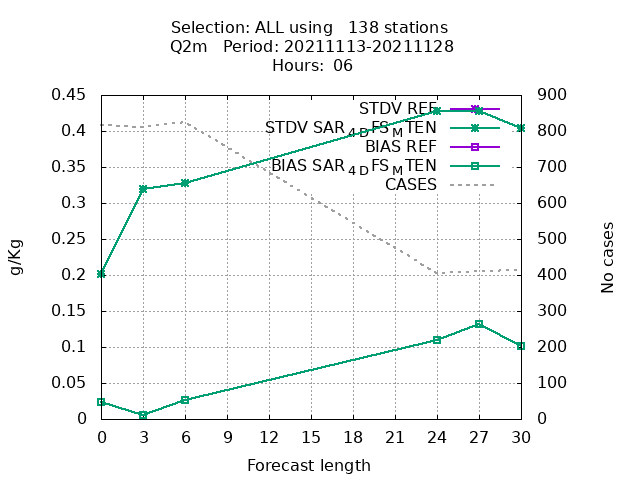 Selection: ALL using   138 stations
Q2m   Period: 20211113-20211128
Hours:  06
0.45
0.4
0.35
0.3
0.25
0.2
0.15
0.1
0.05
0
g/Kg
STDV REF
STDV SAR4DFSMTEN
BIAS REF
BIAS SAR4DFSMTEN
CASES
900
800
700
600
500
400
300
200
100
0
No cases
0 3 6 9 12 15 18 21 24 27 30
Forecast length